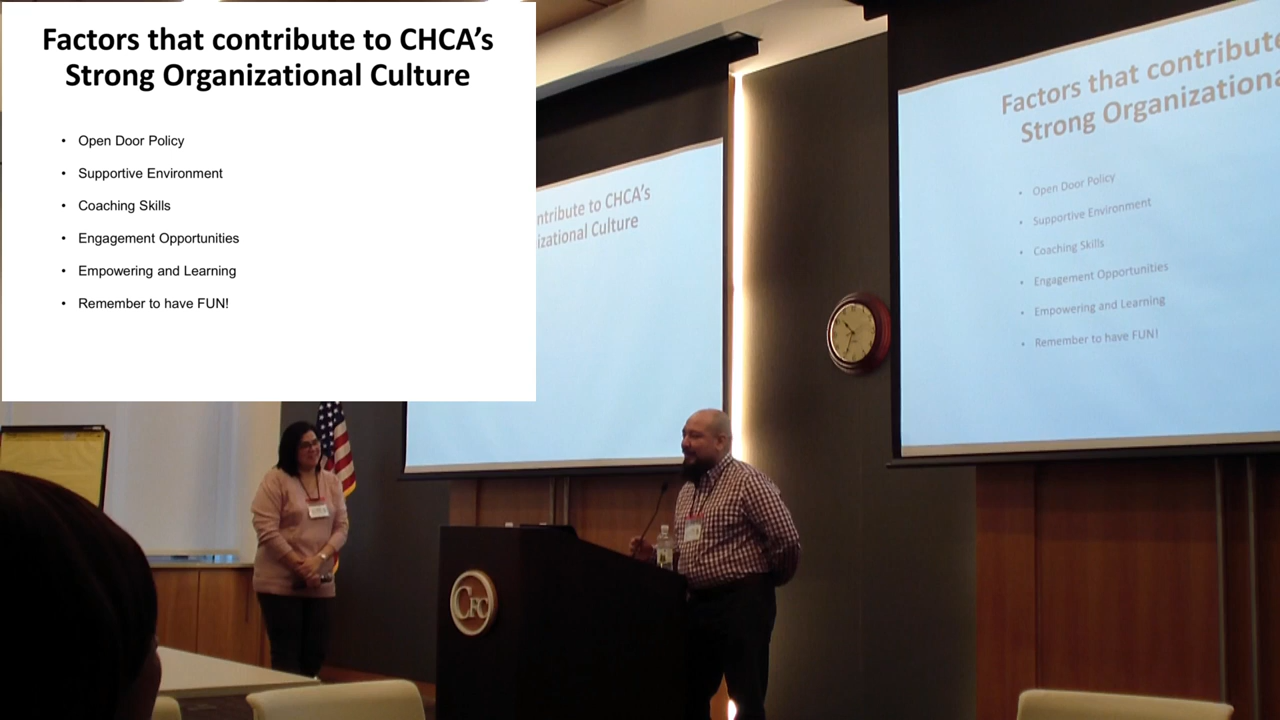 Factors that contribute to CHCA’s
Strong Organizational Culture
• Open Door Policy
• Supportive Environment
• Coaching Skills
• Engagement Opportunities
• Empowering and Learning
• Remember to have FUN!
ntribute to CHCA’s
izational Culture
Factors that contribute
Strong Organizationa
• Open Door Policy
• Supportive Environment
• Coaching Skills
• Engagement Opportunities
• Empowering and Learning
• Remember to have FUN!
CFC